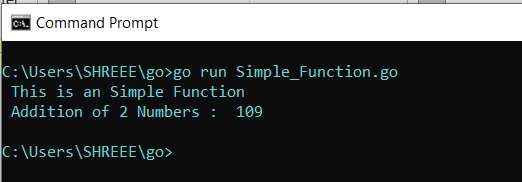 Command Prompt
C:\Users\SHREEE\go>go run Simple_Function.go
This is an Simple Function
Addition of 2 Numbers :  109
C:\Users\SHREEE\go>